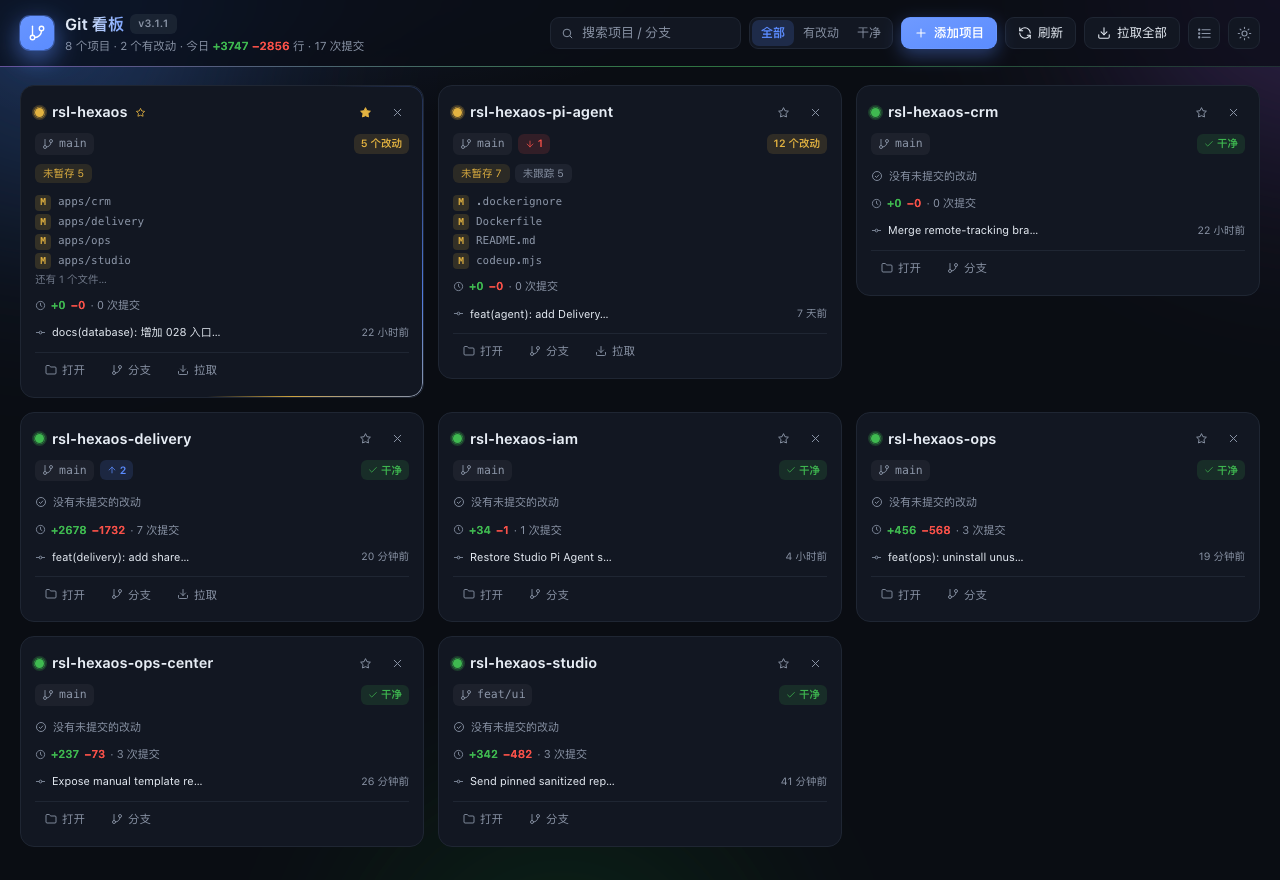 Git 看板 v3.1.1
8 个项目 · 2 个有改动 · 今日 +3747 −2856 行 · 17 次提交
搜索项目 / 分支
全部 有改动 干净
添加项目
刷新
拉取全部
rsl-hexaos
main 5 个改动
未暂存 5
M apps/crm
M apps/delivery
M apps/ops
M apps/studio
还有 1 个文件...
+0 −0 · 0 次提交
docs(database): 增加 028 入口... 22 小时前
打开 分支 拉取
rsl-hexaos-pi-agent
main ↓ 1 12 个改动
未暂存 7 未跟踪 5
M .dockerignore
M Dockerfile
M README.md
M codeup.mjs
+0 −0 · 0 次提交
feat(agent): add Delivery... 7 天前
打开 分支 拉取
rsl-hexaos-crm
main ✓ 干净
没有未提交的改动
+0 −0 · 0 次提交
Merge remote-tracking bra... 22 小时前
打开 分支
rsl-hexaos-delivery
main ↑ 2 ✓ 干净
没有未提交的改动
+2678 −1732 · 7 次提交
feat(delivery): add share... 20 分钟前
打开 分支 拉取
rsl-hexaos-iam
main ✓ 干净
没有未提交的改动
+34 −1 · 1 次提交
Restore Studio Pi Agent s... 4 小时前
打开 分支
rsl-hexaos-ops
main ✓ 干净
没有未提交的改动
+456 −568 · 3 次提交
feat(ops): uninstall unus... 19 分钟前
打开 分支
rsl-hexaos-ops-center
main ✓ 干净
没有未提交的改动
+237 −73 · 3 次提交
Expose manual template re... 26 分钟前
打开 分支
rsl-hexaos-studio
feat/ui ✓ 干净
没有未提交的改动
+342 −482 · 3 次提交
Send pinned sanitized rep... 41 分钟前
打开 分支